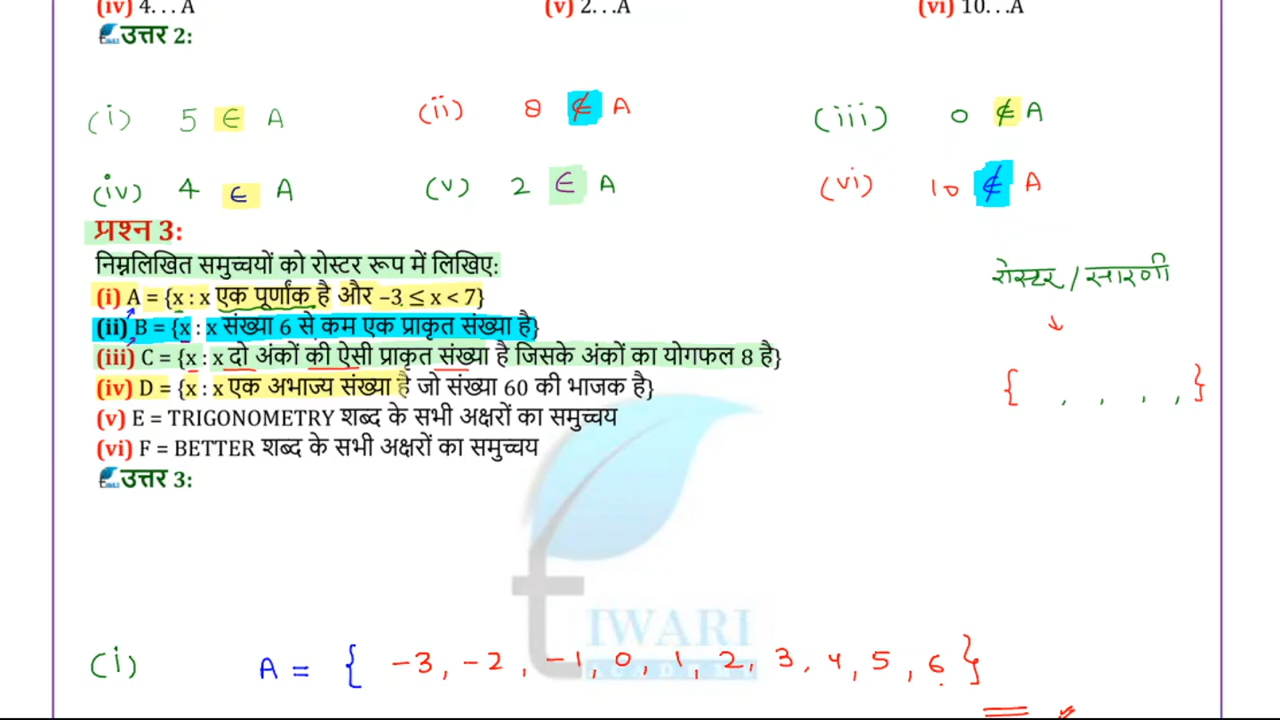 (iv) 4. . .A (v) 2. . .A (vi) 10. . .A
उत्तर 2:
(i) 5 ∈ A (ii) 8 ∉ A (iii) 0 ∉ A
(iv) 4 ∈ A (v) 2 ∈ A (vi) 10 ∉ A
प्रश्न 3:
निम्नलिखित समुच्चयों को रोस्टर रूप में लिखिए:
(i) A = {x : x एक पूर्णांक है और −3 ≤ x < 7}
(ii) B = {x : x संख्या 6 से कम एक प्राकृत संख्या है}
(iii) C = {x : x दो अंकों की ऐसी प्राकृत संख्या है जिसके अंकों का योगफल 8 है}
(iv) D = {x : x एक अभाज्य संख्या है जो संख्या 60 की भाजक है}
(v) E = TRIGONOMETRY शब्द के सभी अक्षरों का समुच्चय
(vi) F = BETTER शब्द के सभी अक्षरों का समुच्चय
रोस्टर / सारणी
{ , , , , }
उत्तर 3:
IWARI
ACADEMY
(i) A = { -3, -2, -1, 0, 1, 2, 3, 4, 5, 6 }